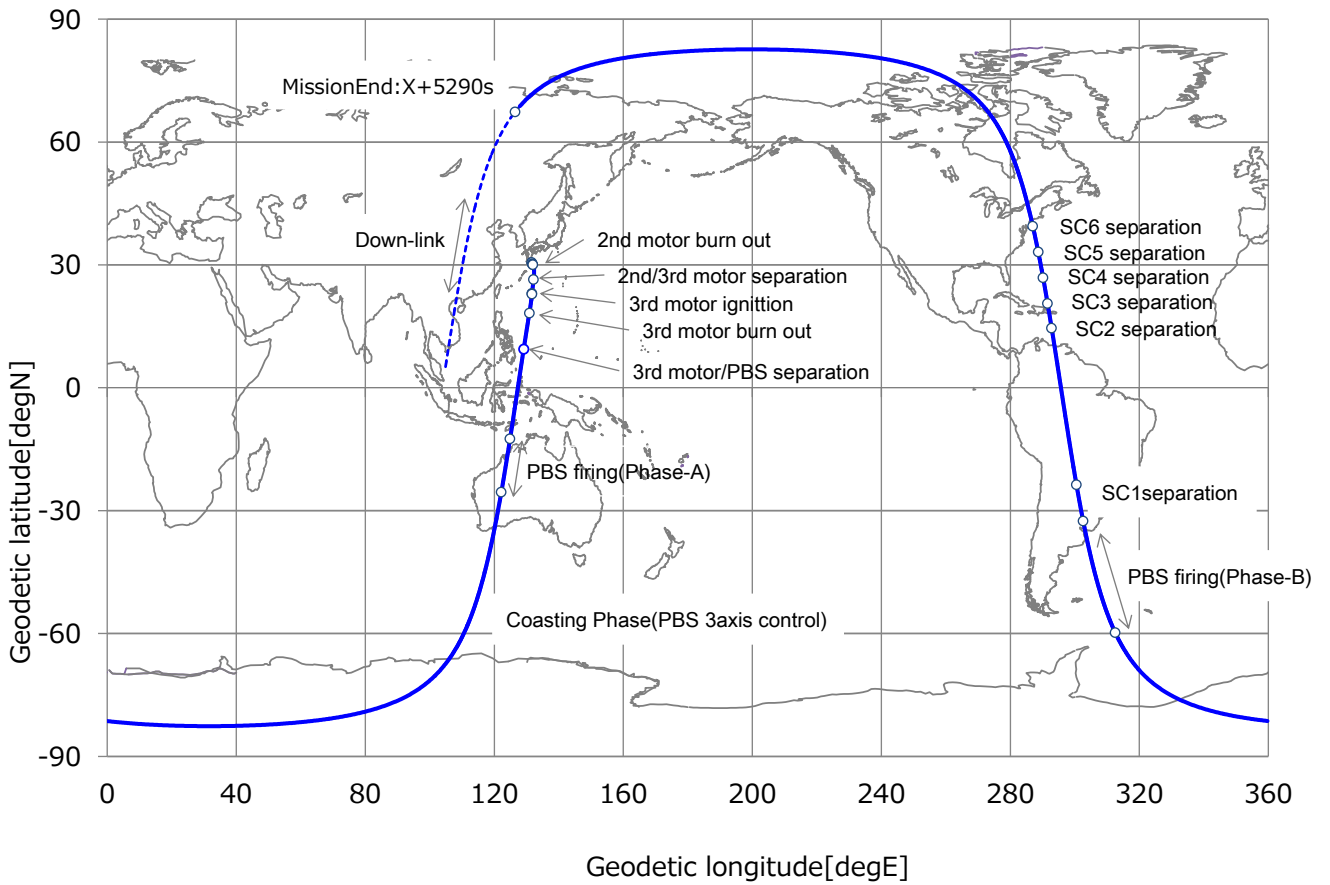 90
60
30
0
-30
-60
-90
Geodetic latitude[degN]
MissionEnd:X+5290s
Down-link
2nd motor burn out
2nd/3rd motor separation
3rd motor ignittion
3rd motor burn out
3rd motor/PBS separation
PBS firing(Phase-A)
Coasting Phase(PBS 3axis control)
SC6 separation
SC5 separation
SC4 separation
SC3 separation
SC2 separation
SC1separation
PBS firing(Phase-B)
0 40 80 120 160 200 240 280 320 360
Geodetic longitude[degE]